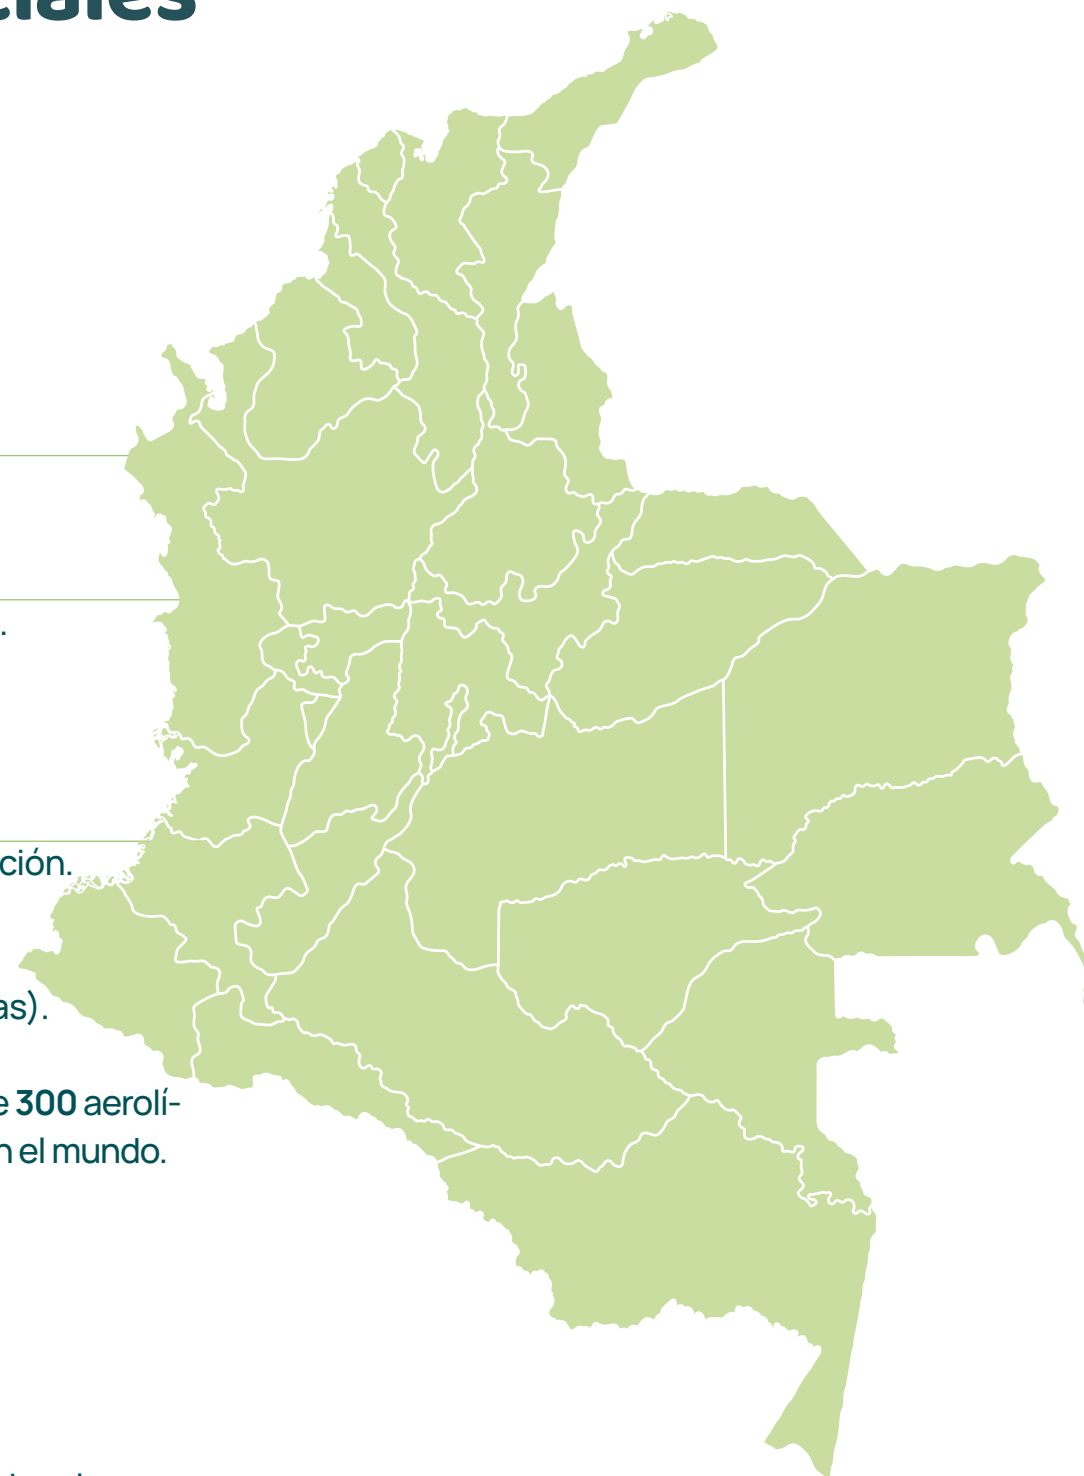 ciales
.
ción.
as).
e 300 aerolí-
n el mundo.